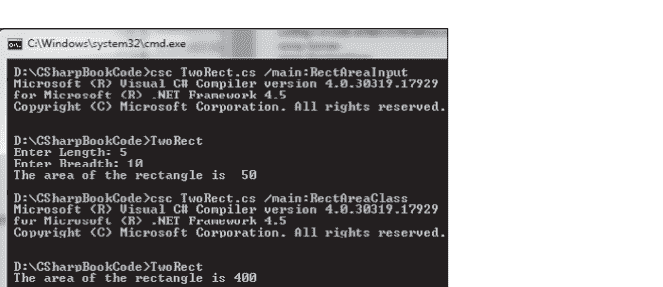 C:\Windows\system32\cmd.exe
D:\CSharpBookCode>csc TwoRect.cs /main:RectAreaInput
Microsoft (R) Visual C# Compiler version 4.0.30319.17929
for Microsoft (R) .NET Framework 4.5
Copyright (C) Microsoft Corporation. All rights reserved.
D:\CSharpBookCode>TwoRect
Enter Length: 5
Enter Breadth: 10
The area of the rectangle is  50
D:\CSharpBookCode>csc TwoRect.cs /main:RectAreaClass
Microsoft (R) Visual C# Compiler version 4.0.30319.17929
for Microsoft (R) .NET Framework 4.5
Copyright (C) Microsoft Corporation. All rights reserved.
D:\CSharpBookCode>TwoRect
The area of the rectangle is 400